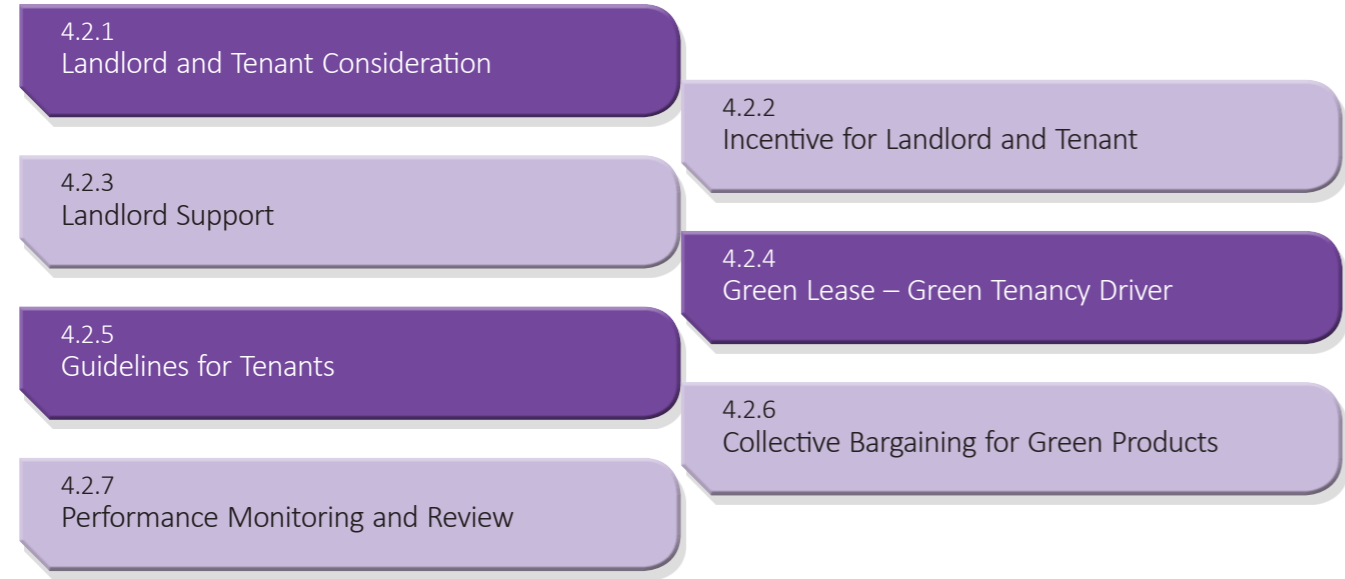 4.2.1
Landlord and Tenant Consideration
4.2.2
Incentive for Landlord and Tenant
4.2.3
Landlord Support
4.2.4
Green Lease – Green Tenancy Driver
4.2.5
Guidelines for Tenants
4.2.6
Collective Bargaining for Green Products
4.2.7
Performance Monitoring and Review